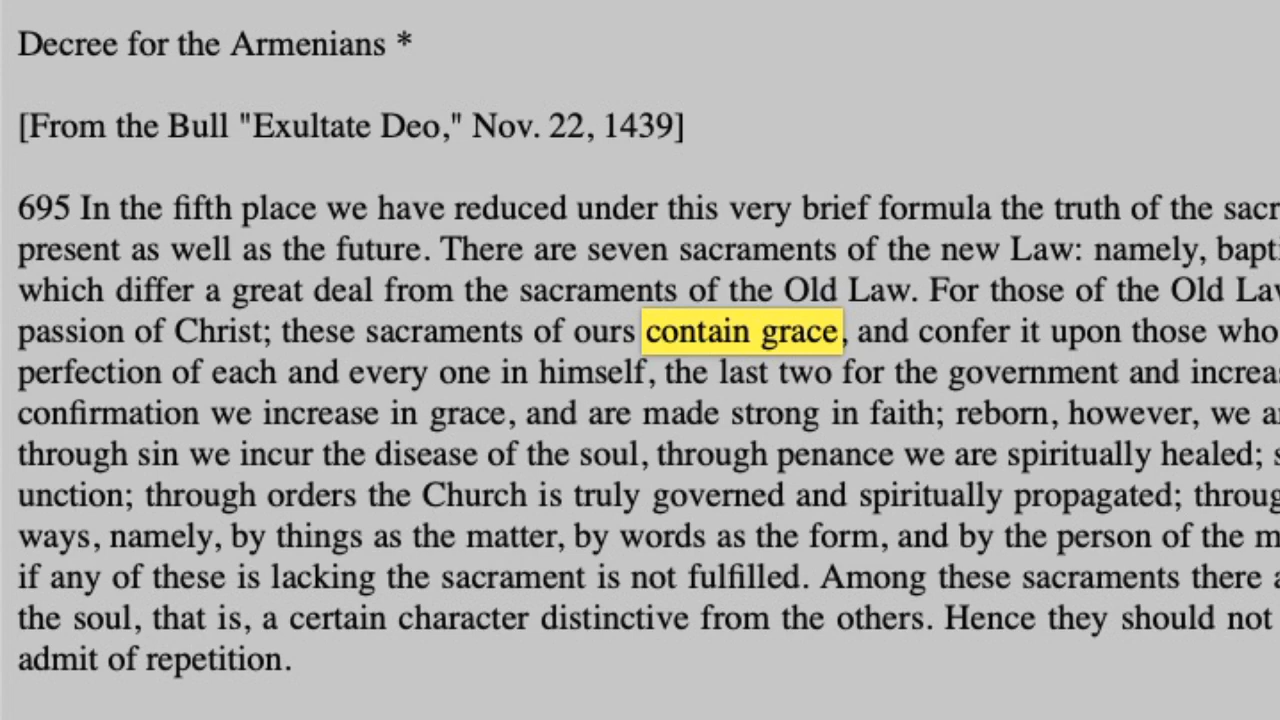 Decree for the Armenians *
[From the Bull "Exultate Deo," Nov. 22, 1439]
695 In the fifth place we have reduced under this very brief formula the truth of the sacr
present as well as the future. There are seven sacraments of the new Law: namely, bapti
which differ a great deal from the sacraments of the Old Law. For those of the Old Lav
passion of Christ; these sacraments of ours contain grace, and confer it upon those who
perfection of each and every one in himself, the last two for the government and increas
confirmation we increase in grace, and are made strong in faith; reborn, however, we a
through sin we incur the disease of the soul, through penance we are spiritually healed; s
unction; through orders the Church is truly governed and spiritually propagated; throug
ways, namely, by things as the matter, by words as the form, and by the person of the m
if any of these is lacking the sacrament is not fulfilled. Among these sacraments there a
the soul, that is, a certain character distinctive from the others. Hence they should not
admit of repetition.